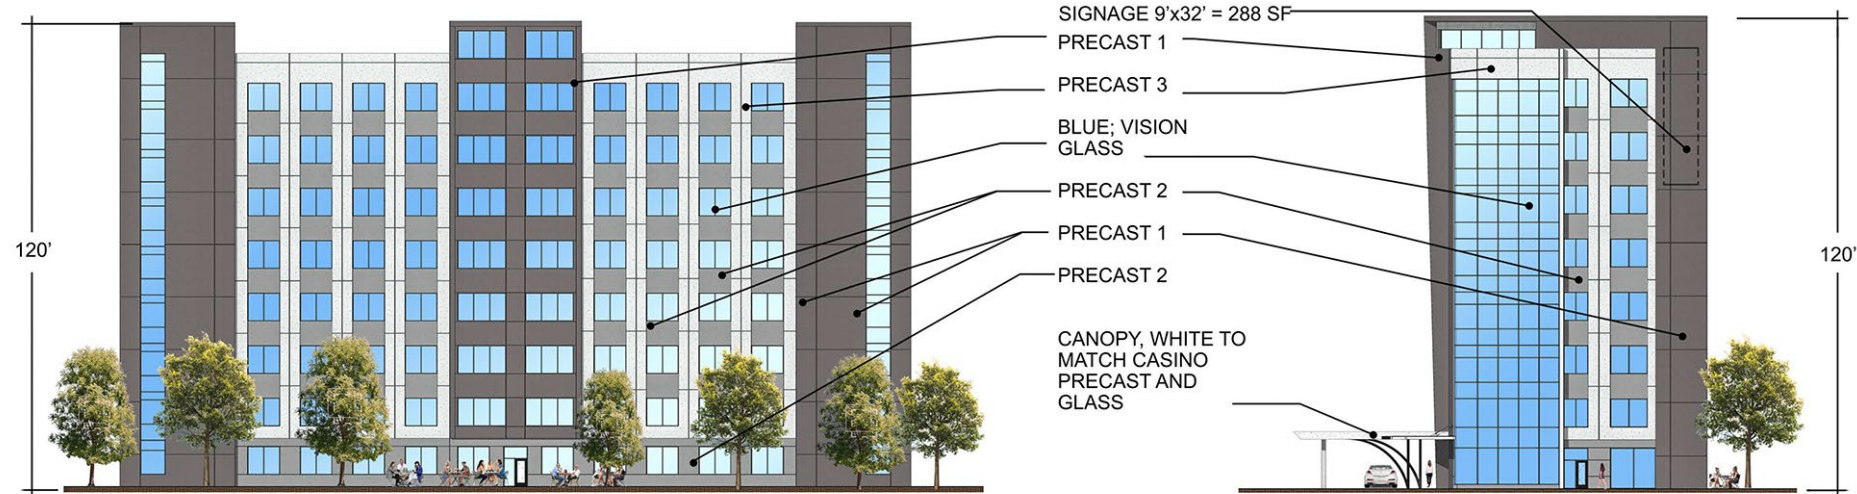 SIGNAGE 9'x32' = 288 SF
PRECAST 1
PRECAST 3
BLUE; VISION
GLASS
PRECAST 2
PRECAST 1
PRECAST 2
CANOPY, WHITE TO
MATCH CASINO
PRECAST AND
GLASS
120'
120'